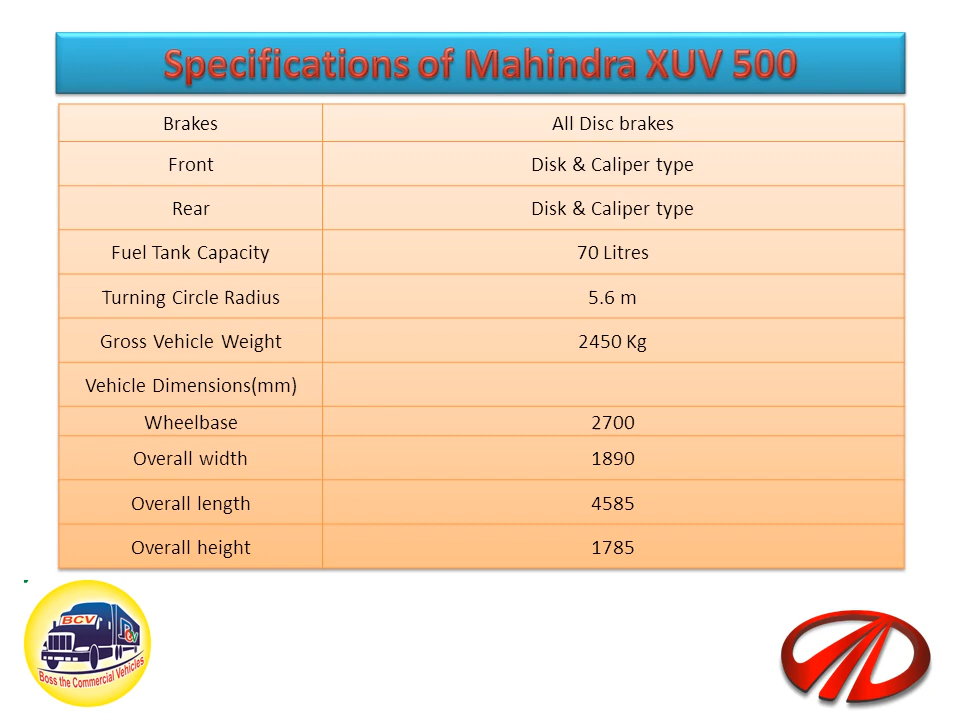 Specifications of Mahindra XUV 500
Brakes All Disc brakes
Front Disk & Caliper type
Rear Disk & Caliper type
Fuel Tank Capacity 70 Litres
Turning Circle Radius 5.6 m
Gross Vehicle Weight 2450 Kg
Vehicle Dimensions(mm)
Wheelbase 2700
Overall width 1890
Overall length 4585
Overall height 1785
BCV
BCV
Boss the Commercial Vehicles